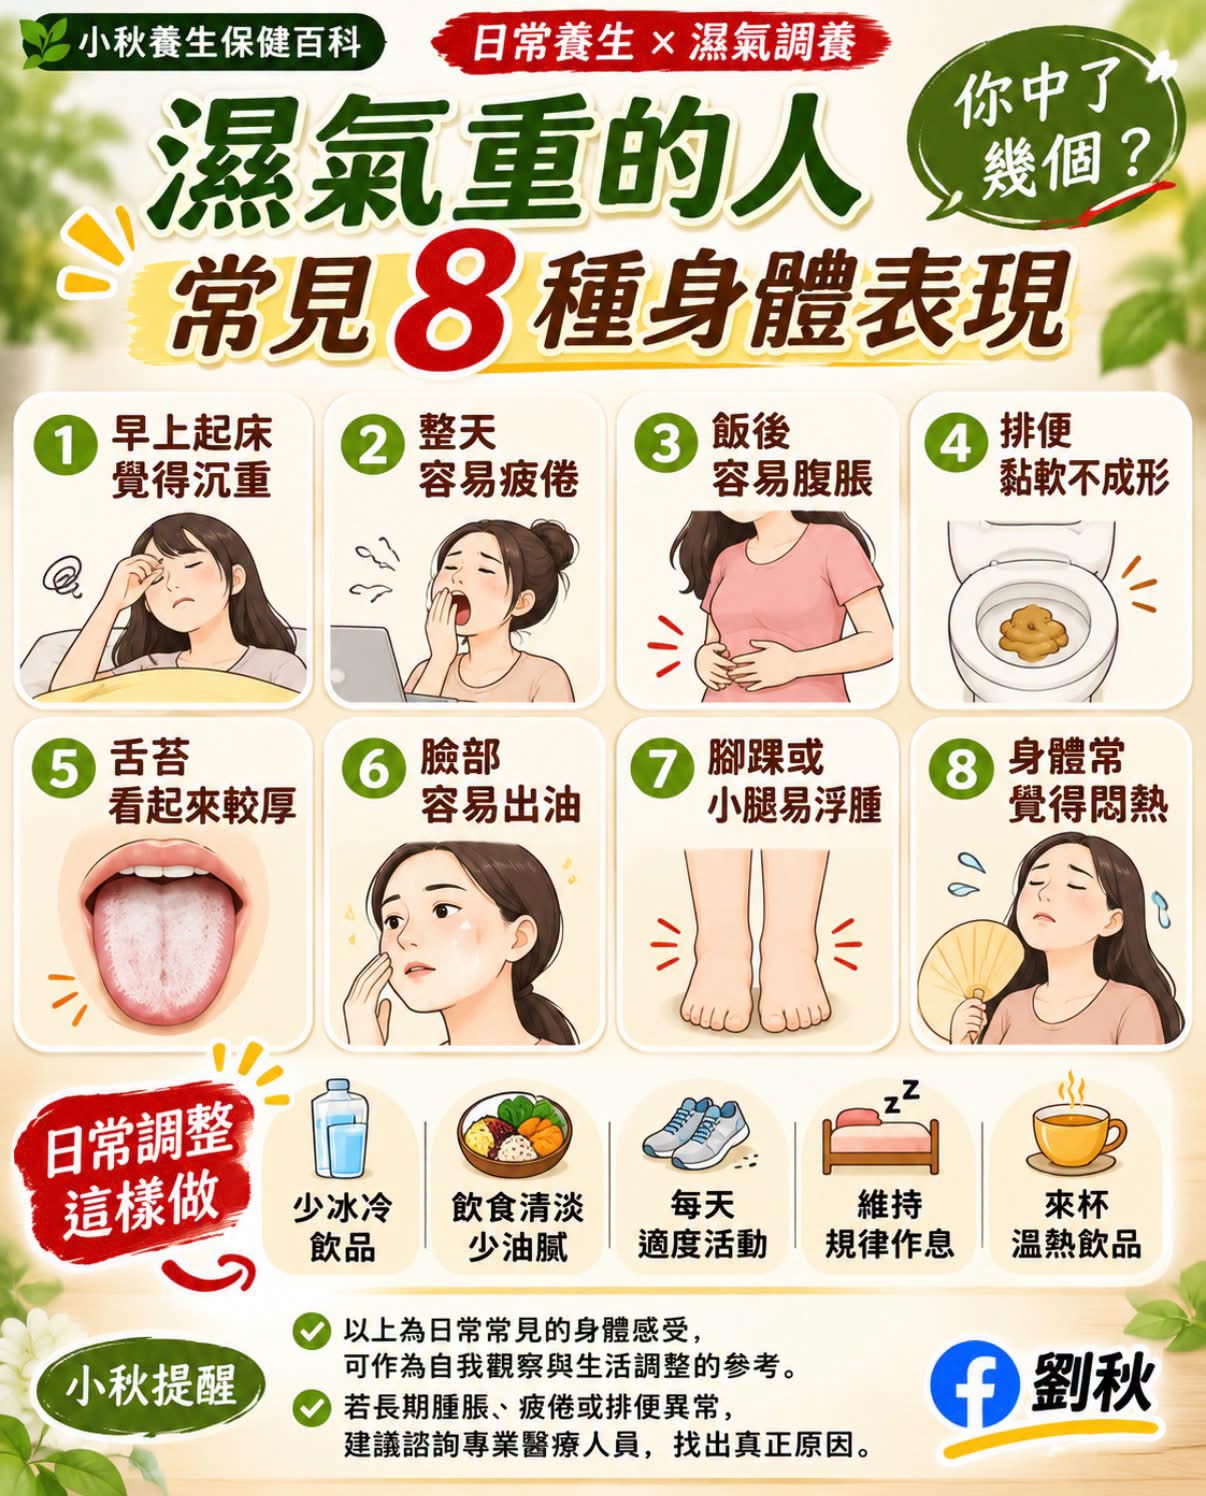 小秋養生保健百科
日常養生 × 濕氣調養
你中了
幾個？
濕氣重的人
常見8種身體表現
1 早上起床
覺得沉重
2 整天
容易疲倦
3 飯後
容易腹脹
4 排便
黏軟不成形
5 舌苔
看起來較厚
6 臉部
容易出油
7 腳踝或
小腿易浮腫
8 身體常
覺得悶熱
日常調整
這樣做
少冰冷
飲品
飲食清淡
少油膩
每天
適度活動
z z
維持
規律作息
來杯
溫熱飲品
小秋提醒
以上為日常常見的身體感受，
可作為自我觀察與生活調整的參考。
若長期腫脹、疲倦或排便異常，
建議諮詢專業醫療人員，找出真正原因。
f 劉秋